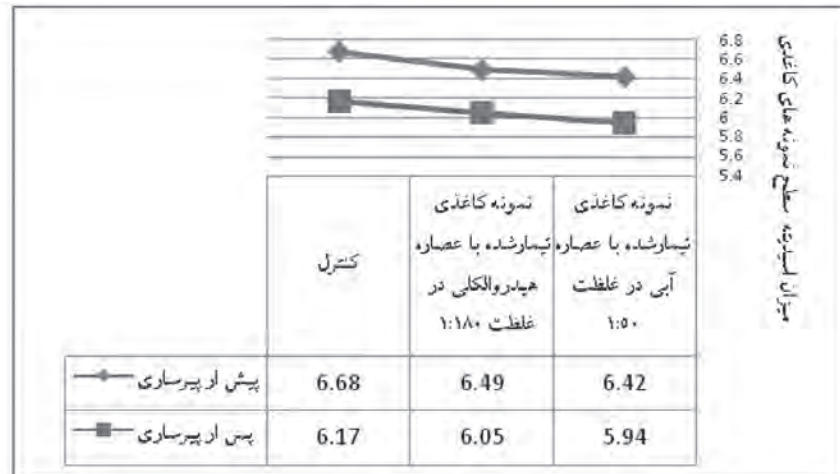 میزان اسیدیته سطح نمونه های کاغذی
6.8
6.6
6.4
6.2
6
5.8
5.6
5.4
نمونه کاغذی
تیمارشده با عصاره
آبی در غلظت
۱:۵۰
نمونه کاغذی
تیمارشده با عصاره
هیدروالکلی در
غلظت ۱:۱۸۰
کنترل
پیش از پیرسازی 6.68 6.49 6.42
پس از پیرسازی 6.17 6.05 5.94